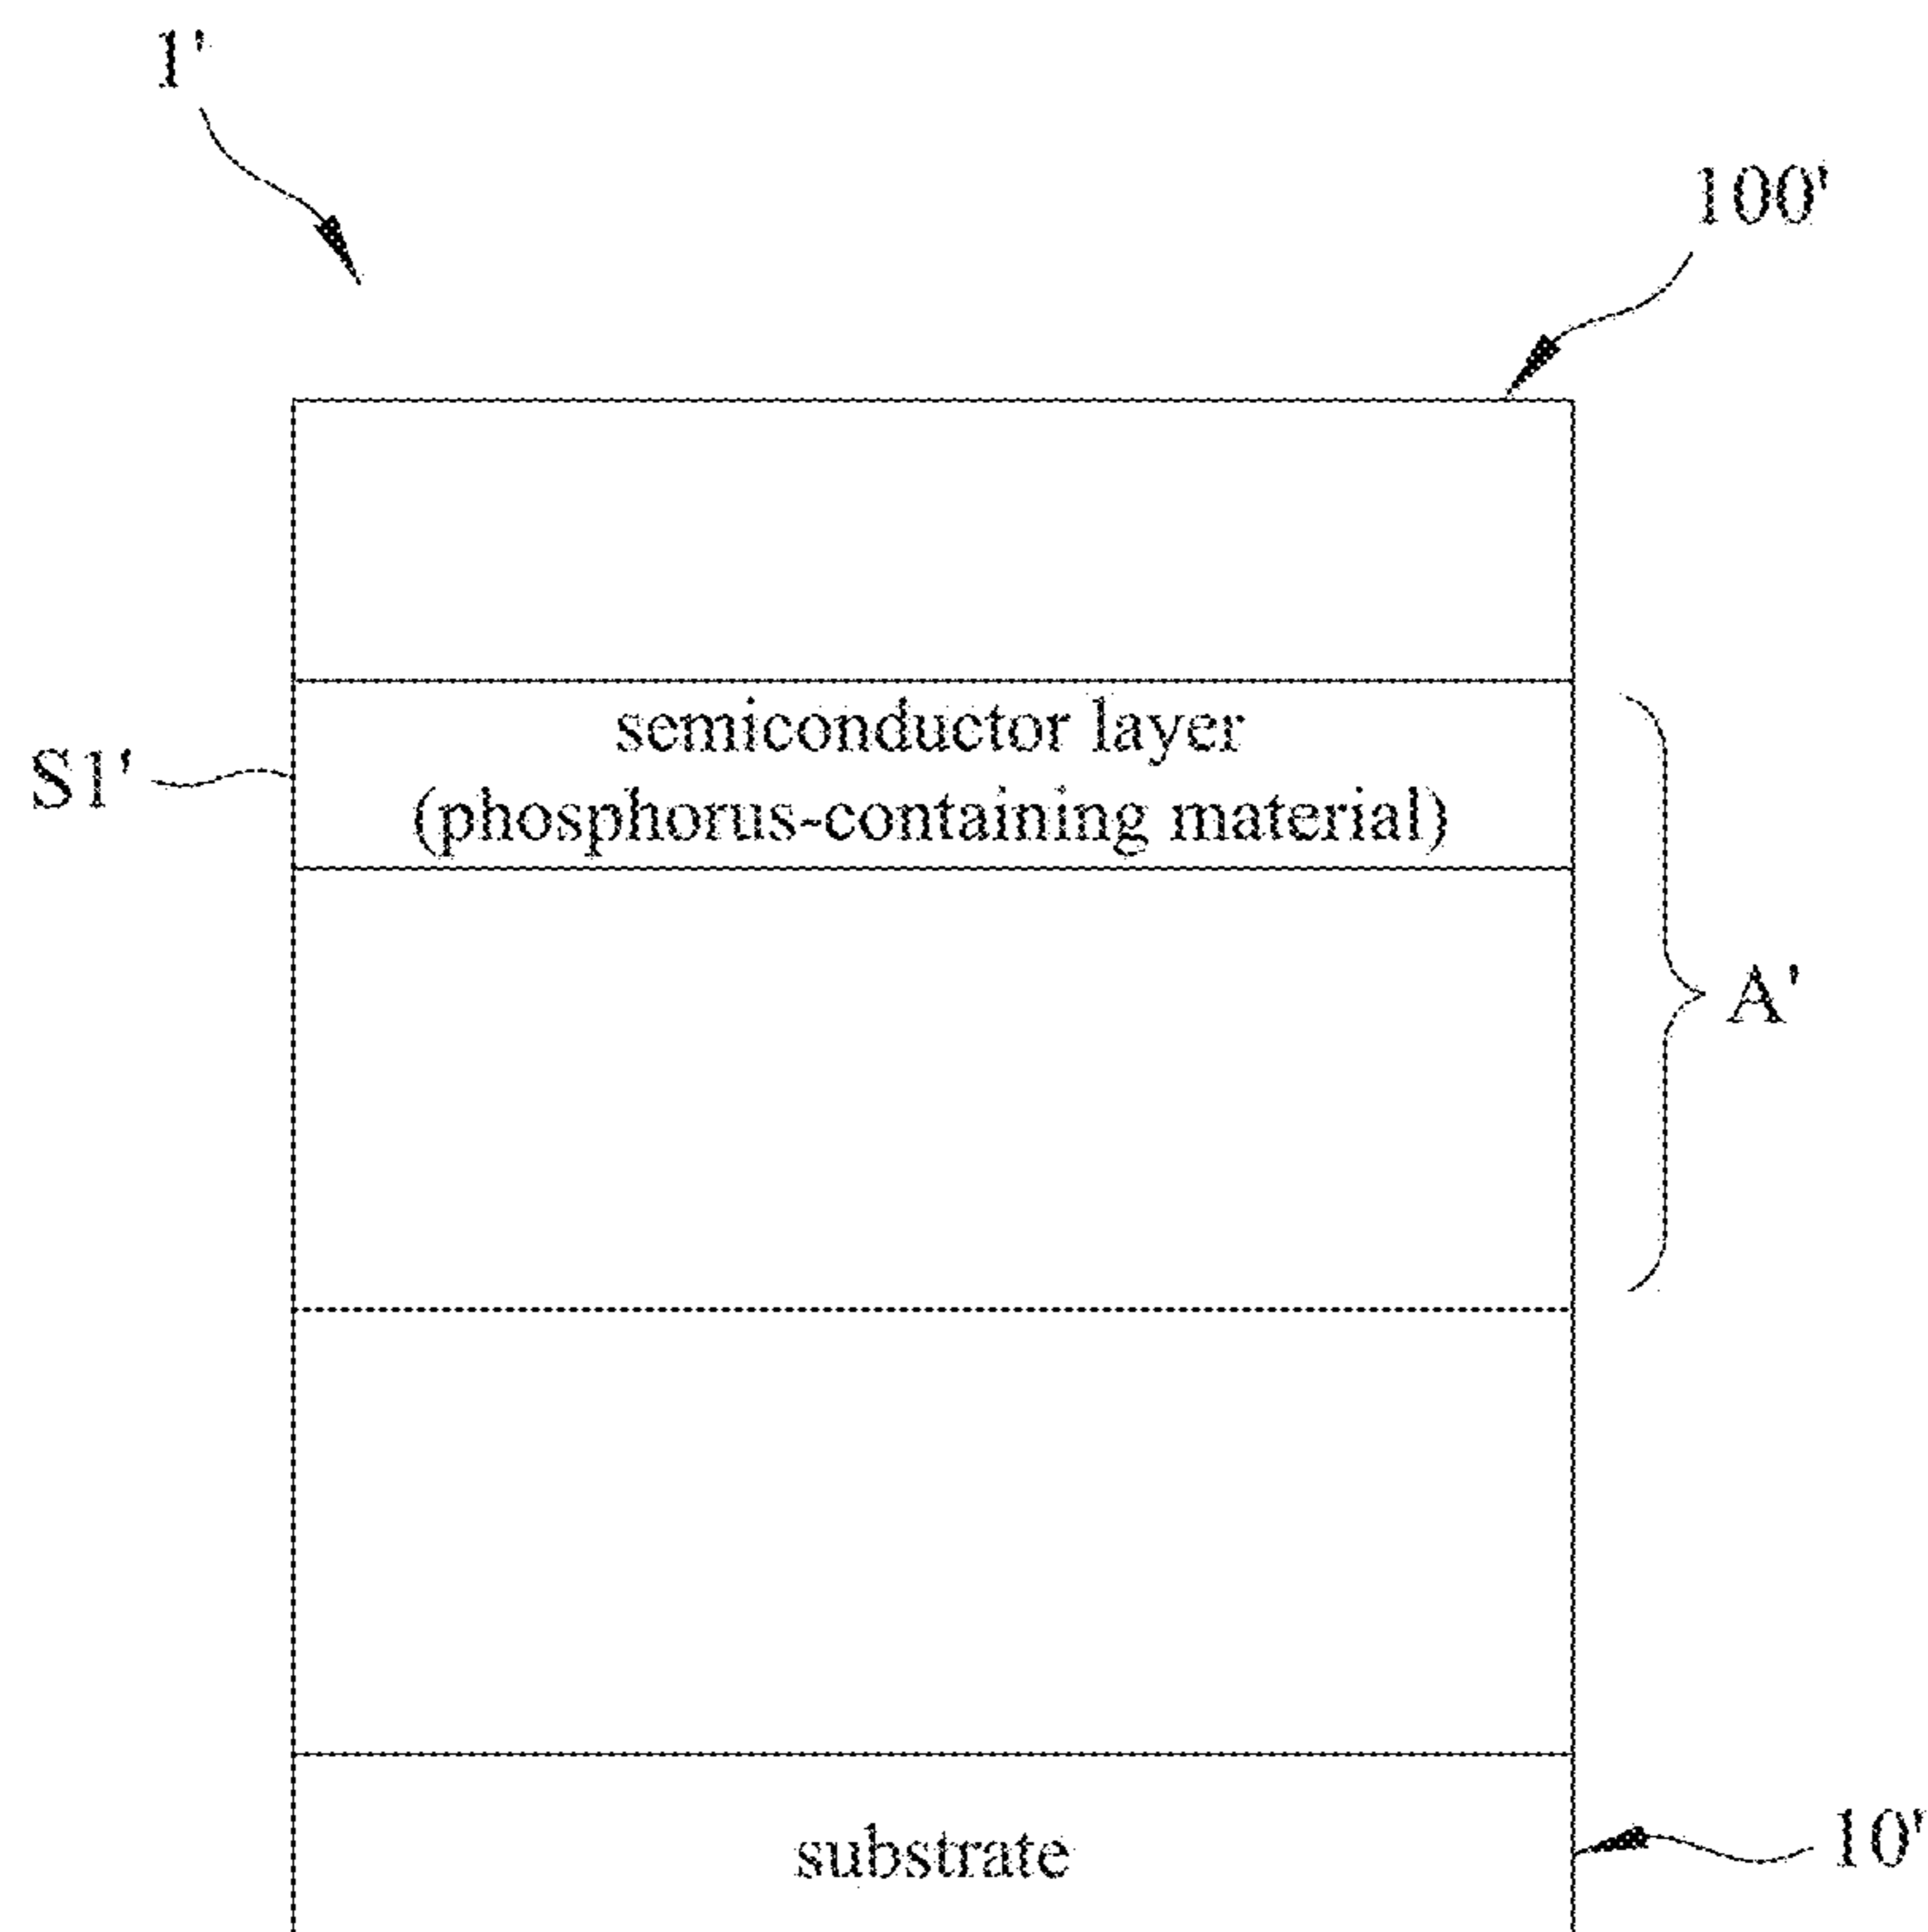 1'
100'
semiconductor layer
S1'
(phosphorus-containing material)
A'
substrate
10'